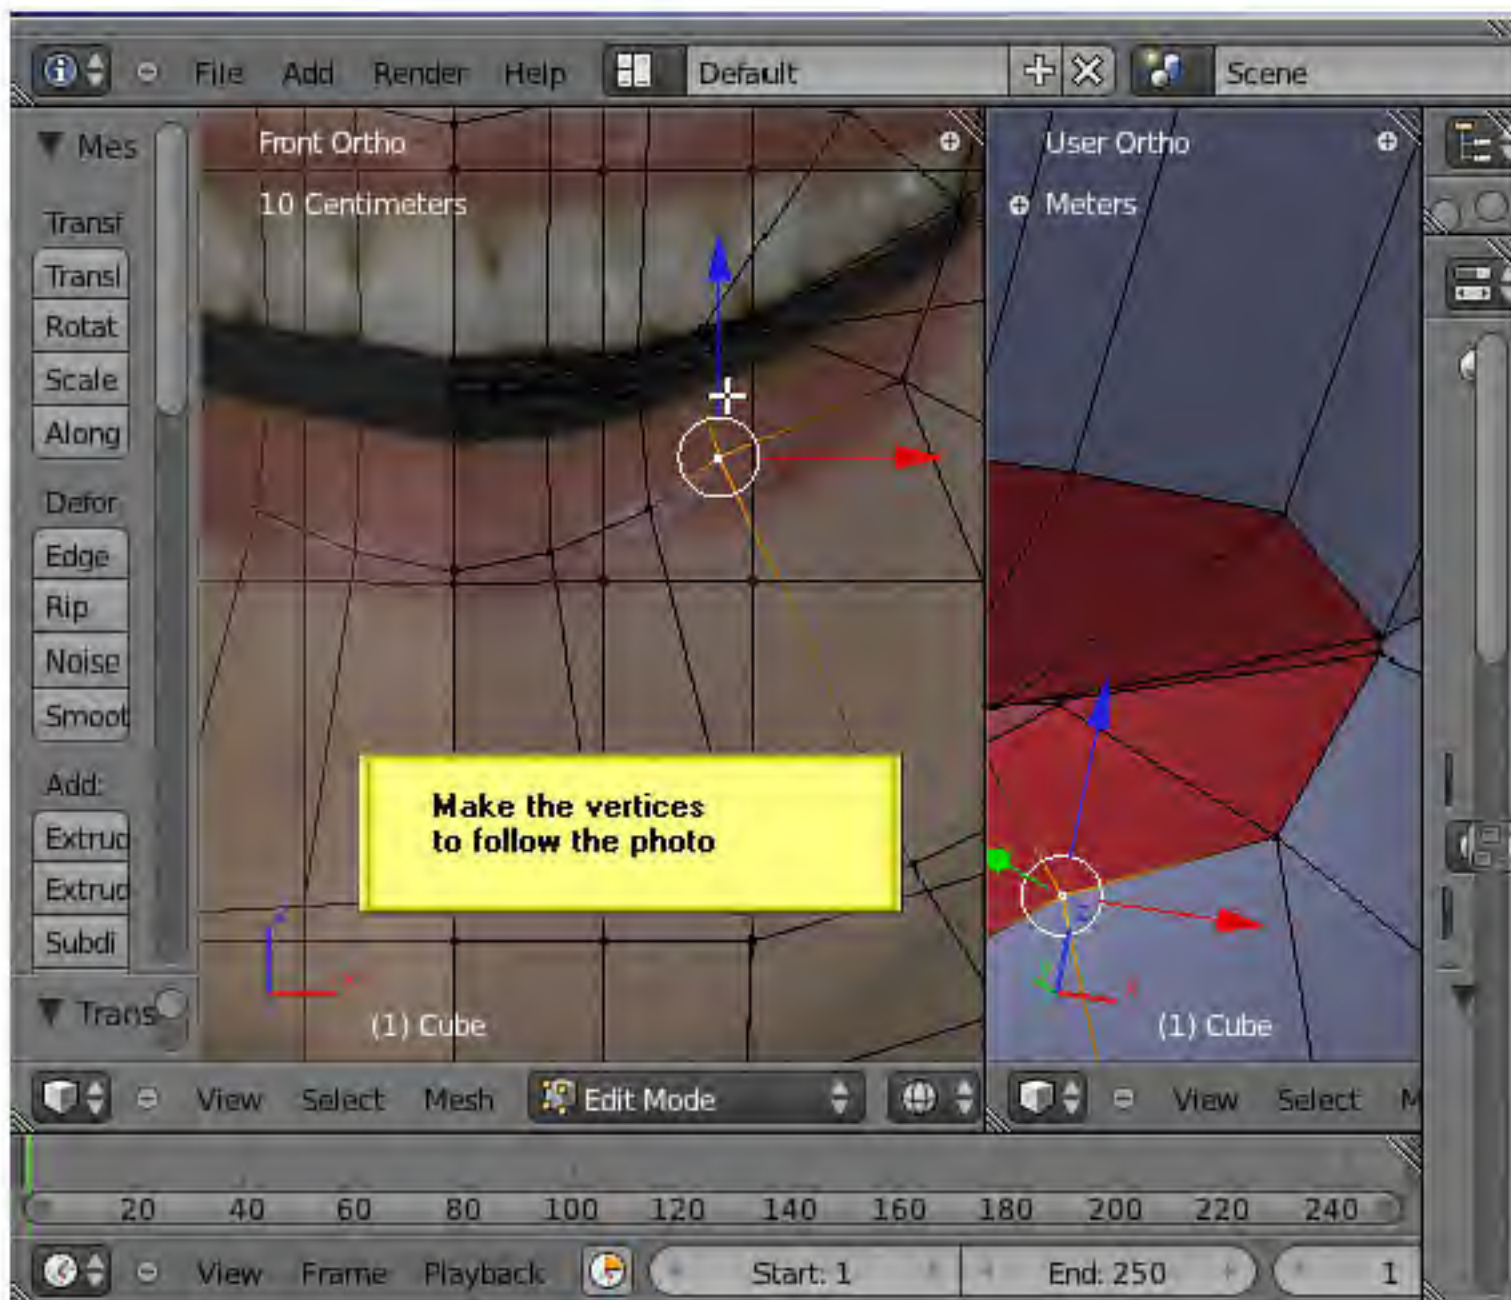 File Add Render Help Default Scene
Mes
Front Ortho
10 Centimeters
User Ortho
Meters
Transf
Transl
Rotat
Scale
Along
Defor
Edge
Rip
Noise
Smoot
Add:
Extrud
Extrud
Subdi
Trans
Make the vertices
to follow the photo
(1) Cube
(1) Cube
View Select Mesh Edit Mode
View Select M
20 40 60 80 100 120 140 160 180 200 220 240
View Frame Playback Start: 1 End: 250 1